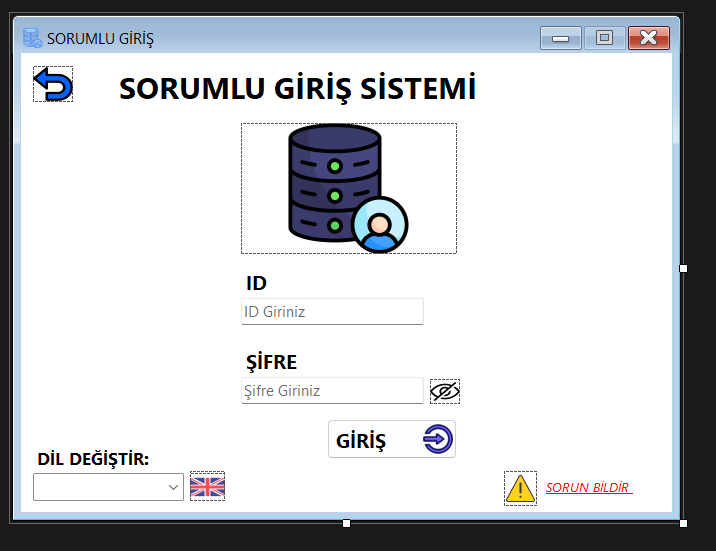 SORUMLU GİRİŞ
SORUMLU GİRİŞ SİSTEMİ
ID
ID Giriniz
ŞİFRE
Şifre Giriniz
GİRİŞ
DİL DEĞİŞTİR:
SORUN BİLDİR